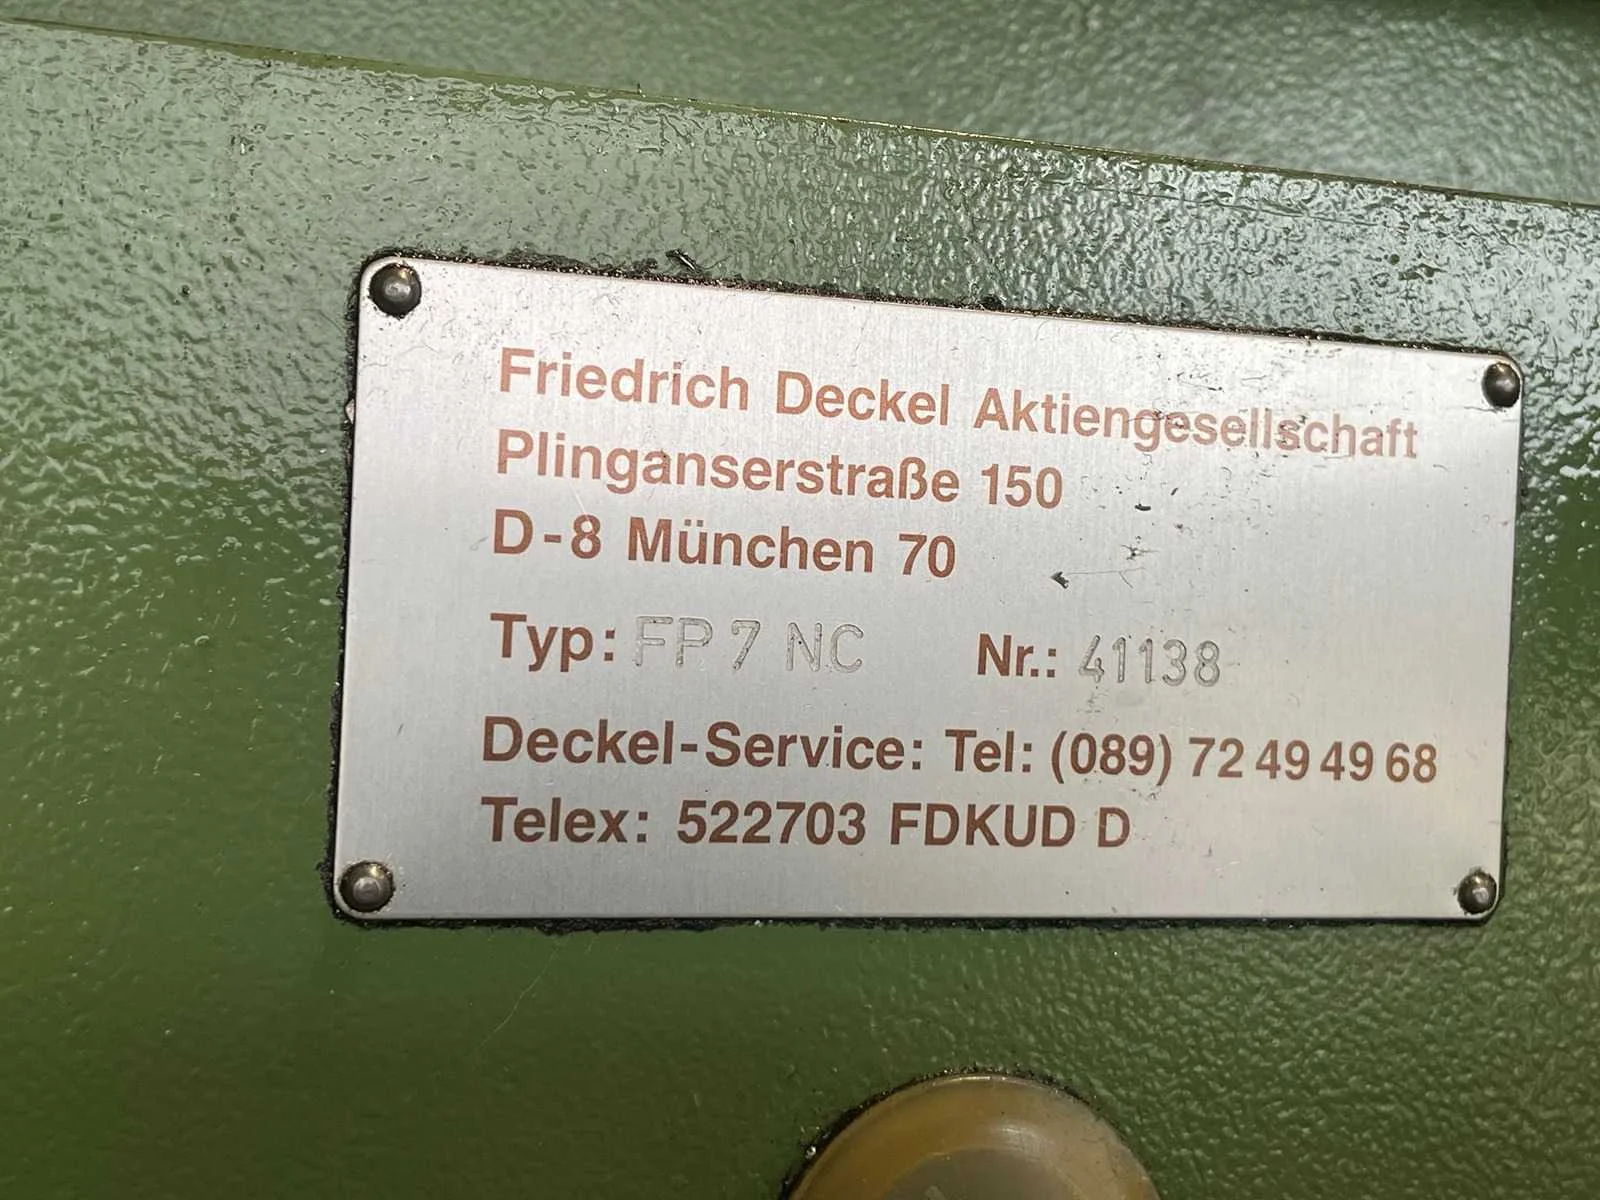 Friedrich Deckel Aktiengesellschaft
Plinganserstraße 150
D-8 München 70
Typ: FP 7 NC Nr.: 41138
Deckel-Service: Tel: (089) 72 49 49 68
Telex: 522703 FDKUD D